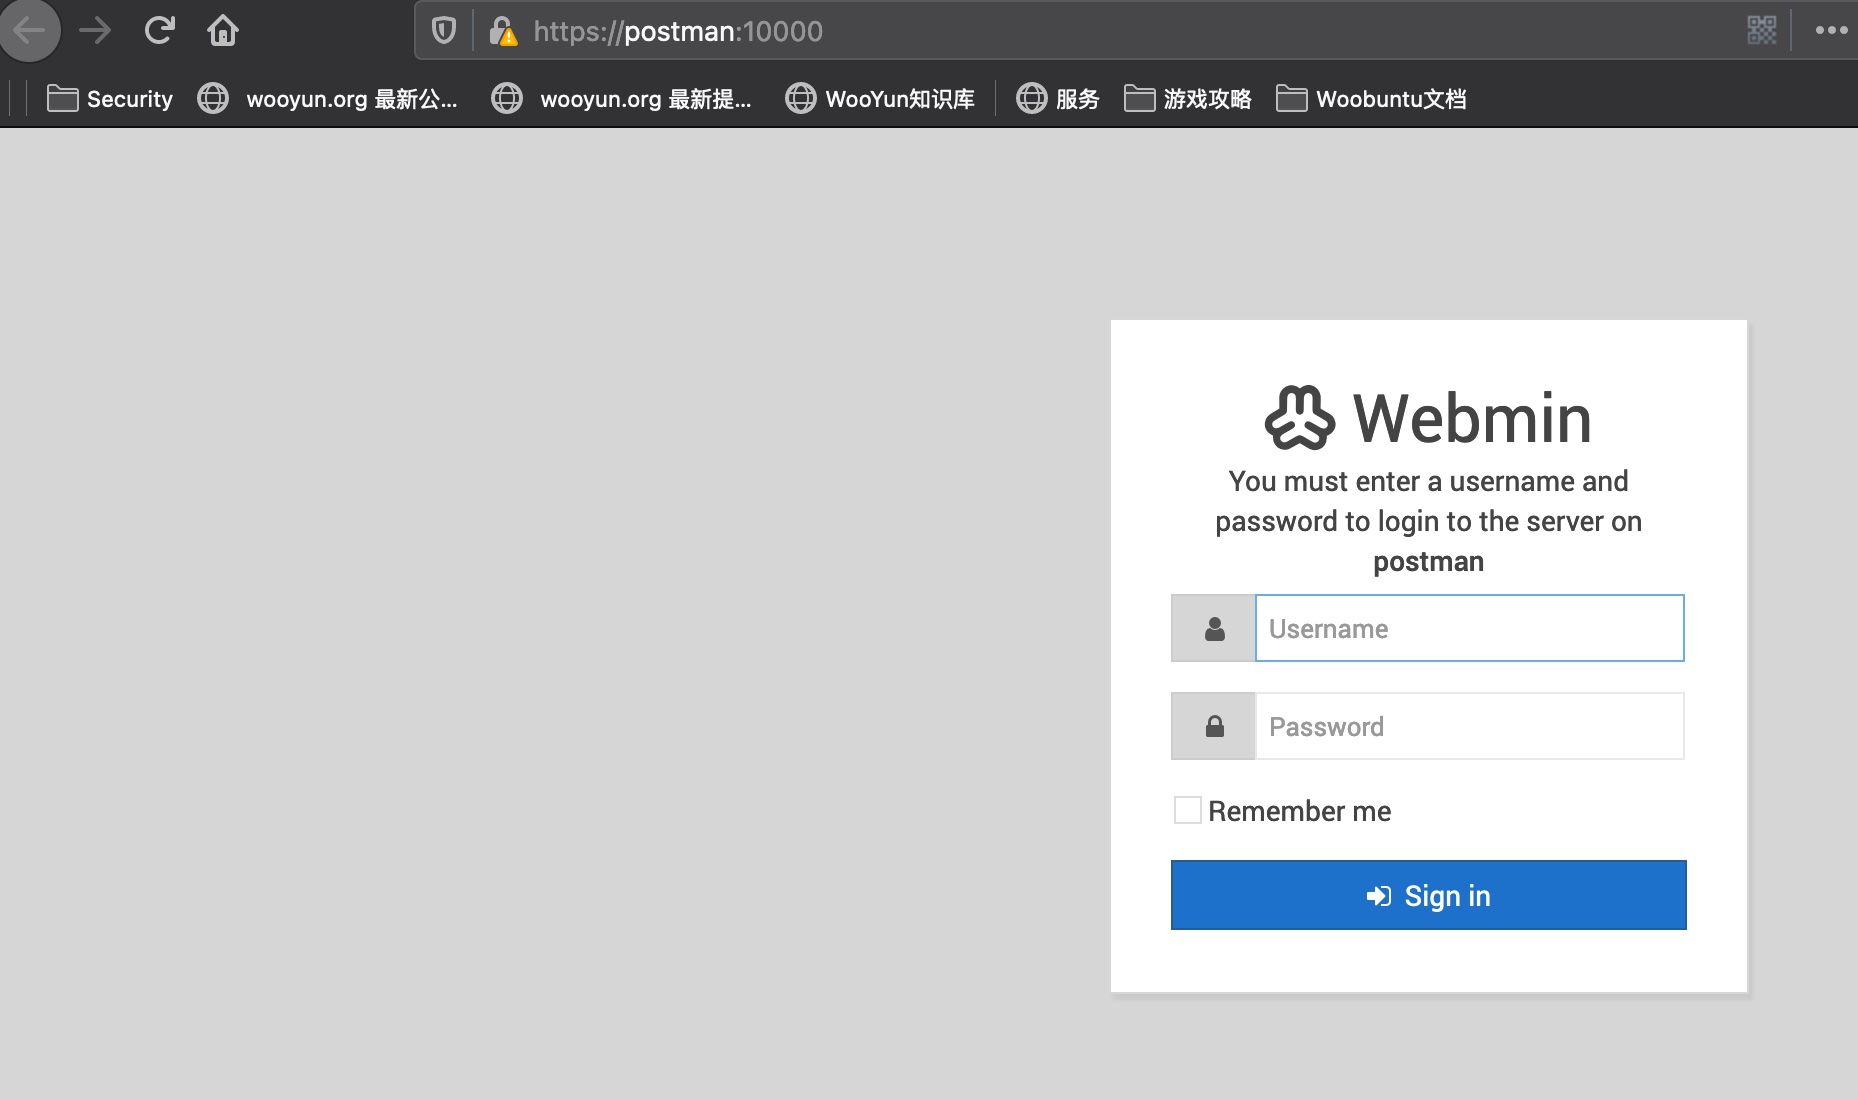 https://postman:10000
Security wooyun.org 最新公... wooyun.org 最新提... WooYun知识库 服务 游戏攻略 Woobuntu文档
Webmin
You must enter a username and
password to login to the server on
postman
Username
Password
Remember me
Sign in